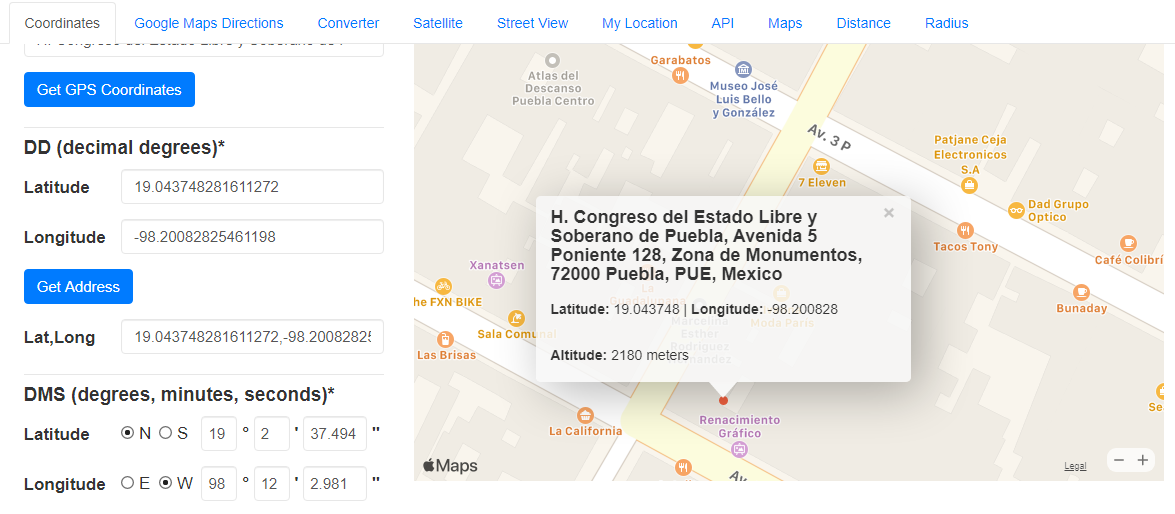 Coordinates
Google Maps Directions
Converter
Satellite
Street View
My Location
API
Maps
Distance
Radius
Get GPS Coordinates
DD (decimal degrees)*
Latitude
19.043748281611272
Longitude
-98.20082825461198
Get Address
Lat,Long
19.043748281611272,-98.20082825
DMS (degrees, minutes, seconds)*
Latitude
N S 19 ° 2 ' 37.494 "
Longitude
E W 98 ° 12 ' 2.981 "
Garabatos
Atlas del
Descanso
Puebla Centro
Museo José
Luis Bello
y González
Av. 3 P
Patjane Ceja
Electronicos
S.A
7 Eleven
Dad Grupo
Optico
Tacos Tony
Café Colibrí
Bunaday
H. Congreso del Estado Libre y
Soberano de Puebla, Avenida 5
Poniente 128, Zona de Monumentos,
72000 Puebla, PUE, Mexico
Latitude: 19.043748 | Longitude: -98.200828
Altitude: 2180 meters
Xanatsen
The FXN BIKE
Sala Comunal
Las Brisas
La California
Renacimiento
Gráfico
Av
Se
Maps
Legal